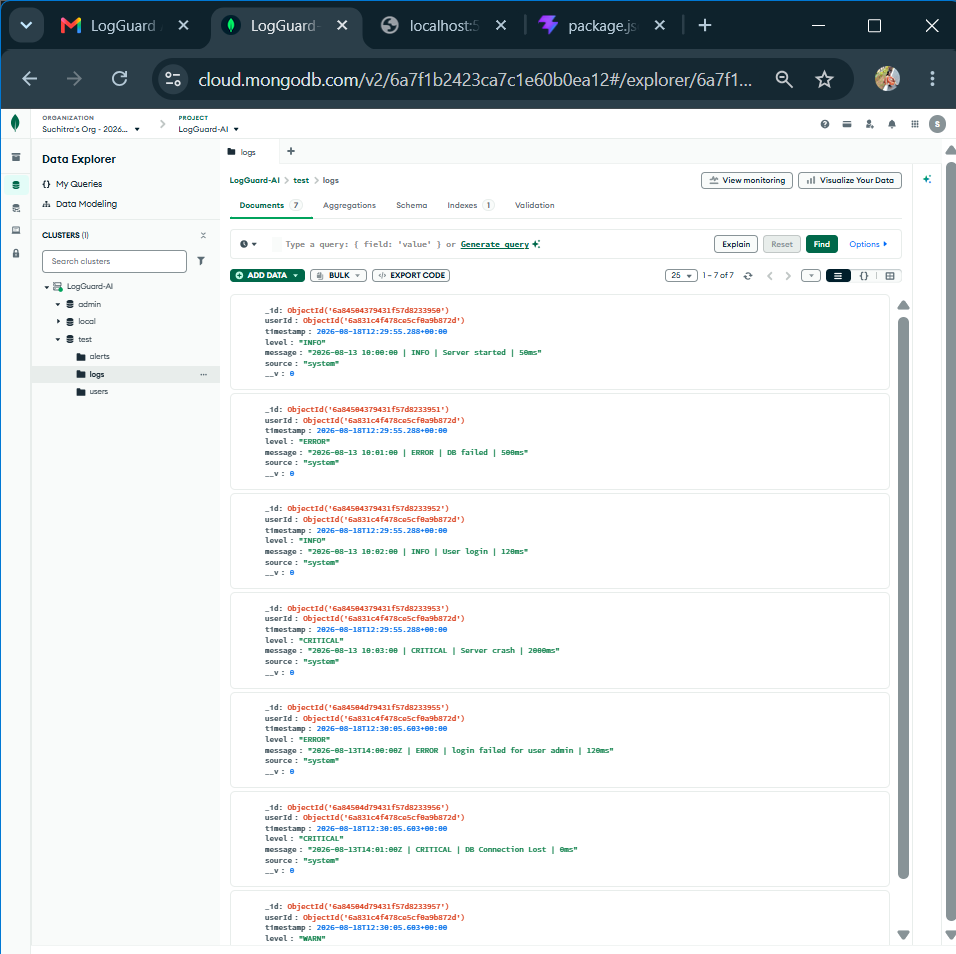 LogGuard
LogGuard-
localhost:5
package.js
cloud.mongodb.com/v2/6a7f1b2423ca7c1e60b0ea12#/explorer/6a7f1...
ORGANIZATION
Suchitra's Org - 2026...
PROJECT
LogGuard-AI
S
Data Explorer
My Queries
Data Modeling
CLUSTERS (1)
Search clusters
LogGuard-AI
admin
local
test
alerts
logs
users
logs
LogGuard-AI > test > logs
View monitoring
Visualize Your Data
Documents 7
Aggregations
Schema
Indexes 1
Validation
Type a query: { field: 'value' } or Generate query
Explain
Reset
Find
Options
ADD DATA
BULK
EXPORT CODE
25
1 – 7 of 7
_id: ObjectId('6a84504379431f57d8233950')
userId: ObjectId('6a831c4f478ce5cf0a9b872d')
timestamp: 2026-08-18T12:29:55.288+00:00
level: "INFO"
message: "2026-08-13 10:00:00 | INFO | Server started | 50ms"
source: "system"
__v: 0
_id: ObjectId('6a84504379431f57d8233951')
userId: ObjectId('6a831c4f478ce5cf0a9b872d')
timestamp: 2026-08-18T12:29:55.288+00:00
level: "ERROR"
message: "2026-08-13 10:01:00 | ERROR | DB failed | 500ms"
source: "system"
__v: 0
_id: ObjectId('6a84504379431f57d8233952')
userId: ObjectId('6a831c4f478ce5cf0a9b872d')
timestamp: 2026-08-18T12:29:55.288+00:00
level: "INFO"
message: "2026-08-13 10:02:00 | INFO | User login | 120ms"
source: "system"
__v: 0
_id: ObjectId('6a84504379431f57d8233953')
userId: ObjectId('6a831c4f478ce5cf0a9b872d')
timestamp: 2026-08-18T12:29:55.288+00:00
level: "CRITICAL"
message: "2026-08-13 10:03:00 | CRITICAL | Server crash | 2000ms"
source: "system"
__v: 0
_id: ObjectId('6a84504d79431f57d8233955')
userId: ObjectId('6a831c4f478ce5cf0a9b872d')
timestamp: 2026-08-18T12:30:05.603+00:00
level: "ERROR"
message: "2026-08-13T14:00:00Z | ERROR | login failed for user admin | 120ms"
source: "system"
__v: 0
_id: ObjectId('6a84504d79431f57d8233956')
userId: ObjectId('6a831c4f478ce5cf0a9b872d')
timestamp: 2026-08-18T12:30:05.603+00:00
level: "CRITICAL"
message: "2026-08-13T14:01:00Z | CRITICAL | DB Connection Lost | 0ms"
source: "system"
__v: 0
_id: ObjectId('6a84504d79431f57d8233957')
userId: ObjectId('6a831c4f478ce5cf0a9b872d')
timestamp: 2026-08-18T12:30:05.603+00:00
level: "WARN"